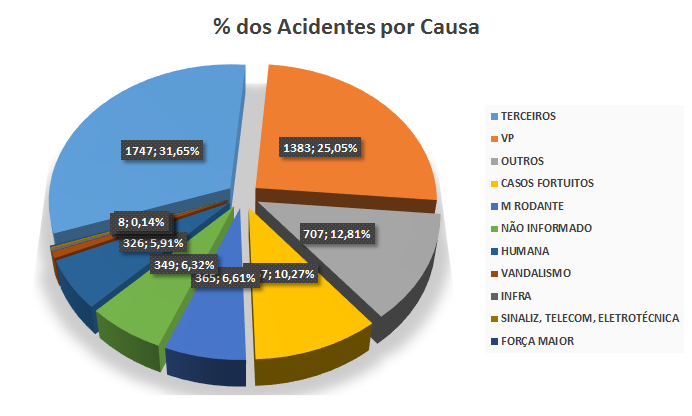 % dos Acidentes por Causa
1747; 31,65%
1383; 25,05%
707; 12,81%
7; 10,27%
365; 6,61%
349; 6,32%
326; 5,91%
8; 0,14%
TERCEIROS
VP
OUTROS
CASOS FORTUITOS
M RODANTE
NÃO INFORMADO
HUMANA
VANDALISMO
INFRA
SINALIZ, TELECOM, ELETROTÉCNICA
FORÇA MAIOR